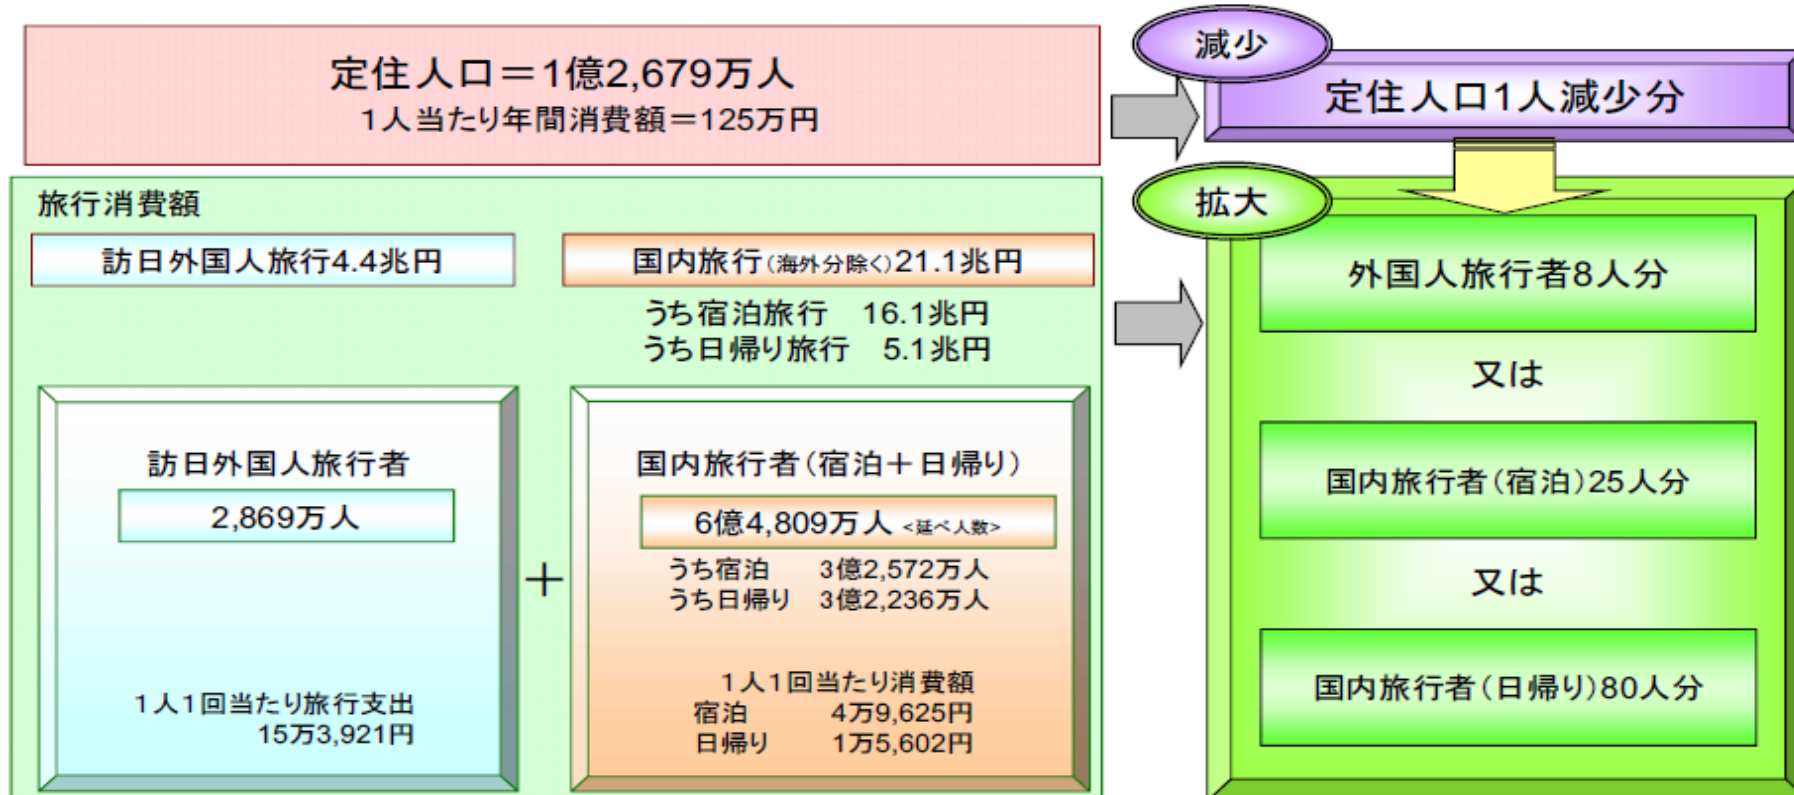 定住人口＝1億2,679万人
1人当たり年間消費額＝125万円
減少
定住人口1人減少分
旅行消費額
訪日外国人旅行4.4兆円
国内旅行（海外分除く）21.1兆円
うち宿泊旅行　16.1兆円
うち日帰り旅行　5.1兆円
訪日外国人旅行者
2,869万人
1人1回当たり旅行支出
15万3,921円
＋
国内旅行者（宿泊＋日帰り）
6億4,809万人 <延べ人数>
うち宿泊　3億2,572万人
うち日帰り　3億2,236万人
1人1回当たり消費額
宿泊　4万9,625円
日帰り　1万5,602円
拡大
外国人旅行者8人分
又は
国内旅行者（宿泊）25人分
又は
国内旅行者（日帰り）80人分